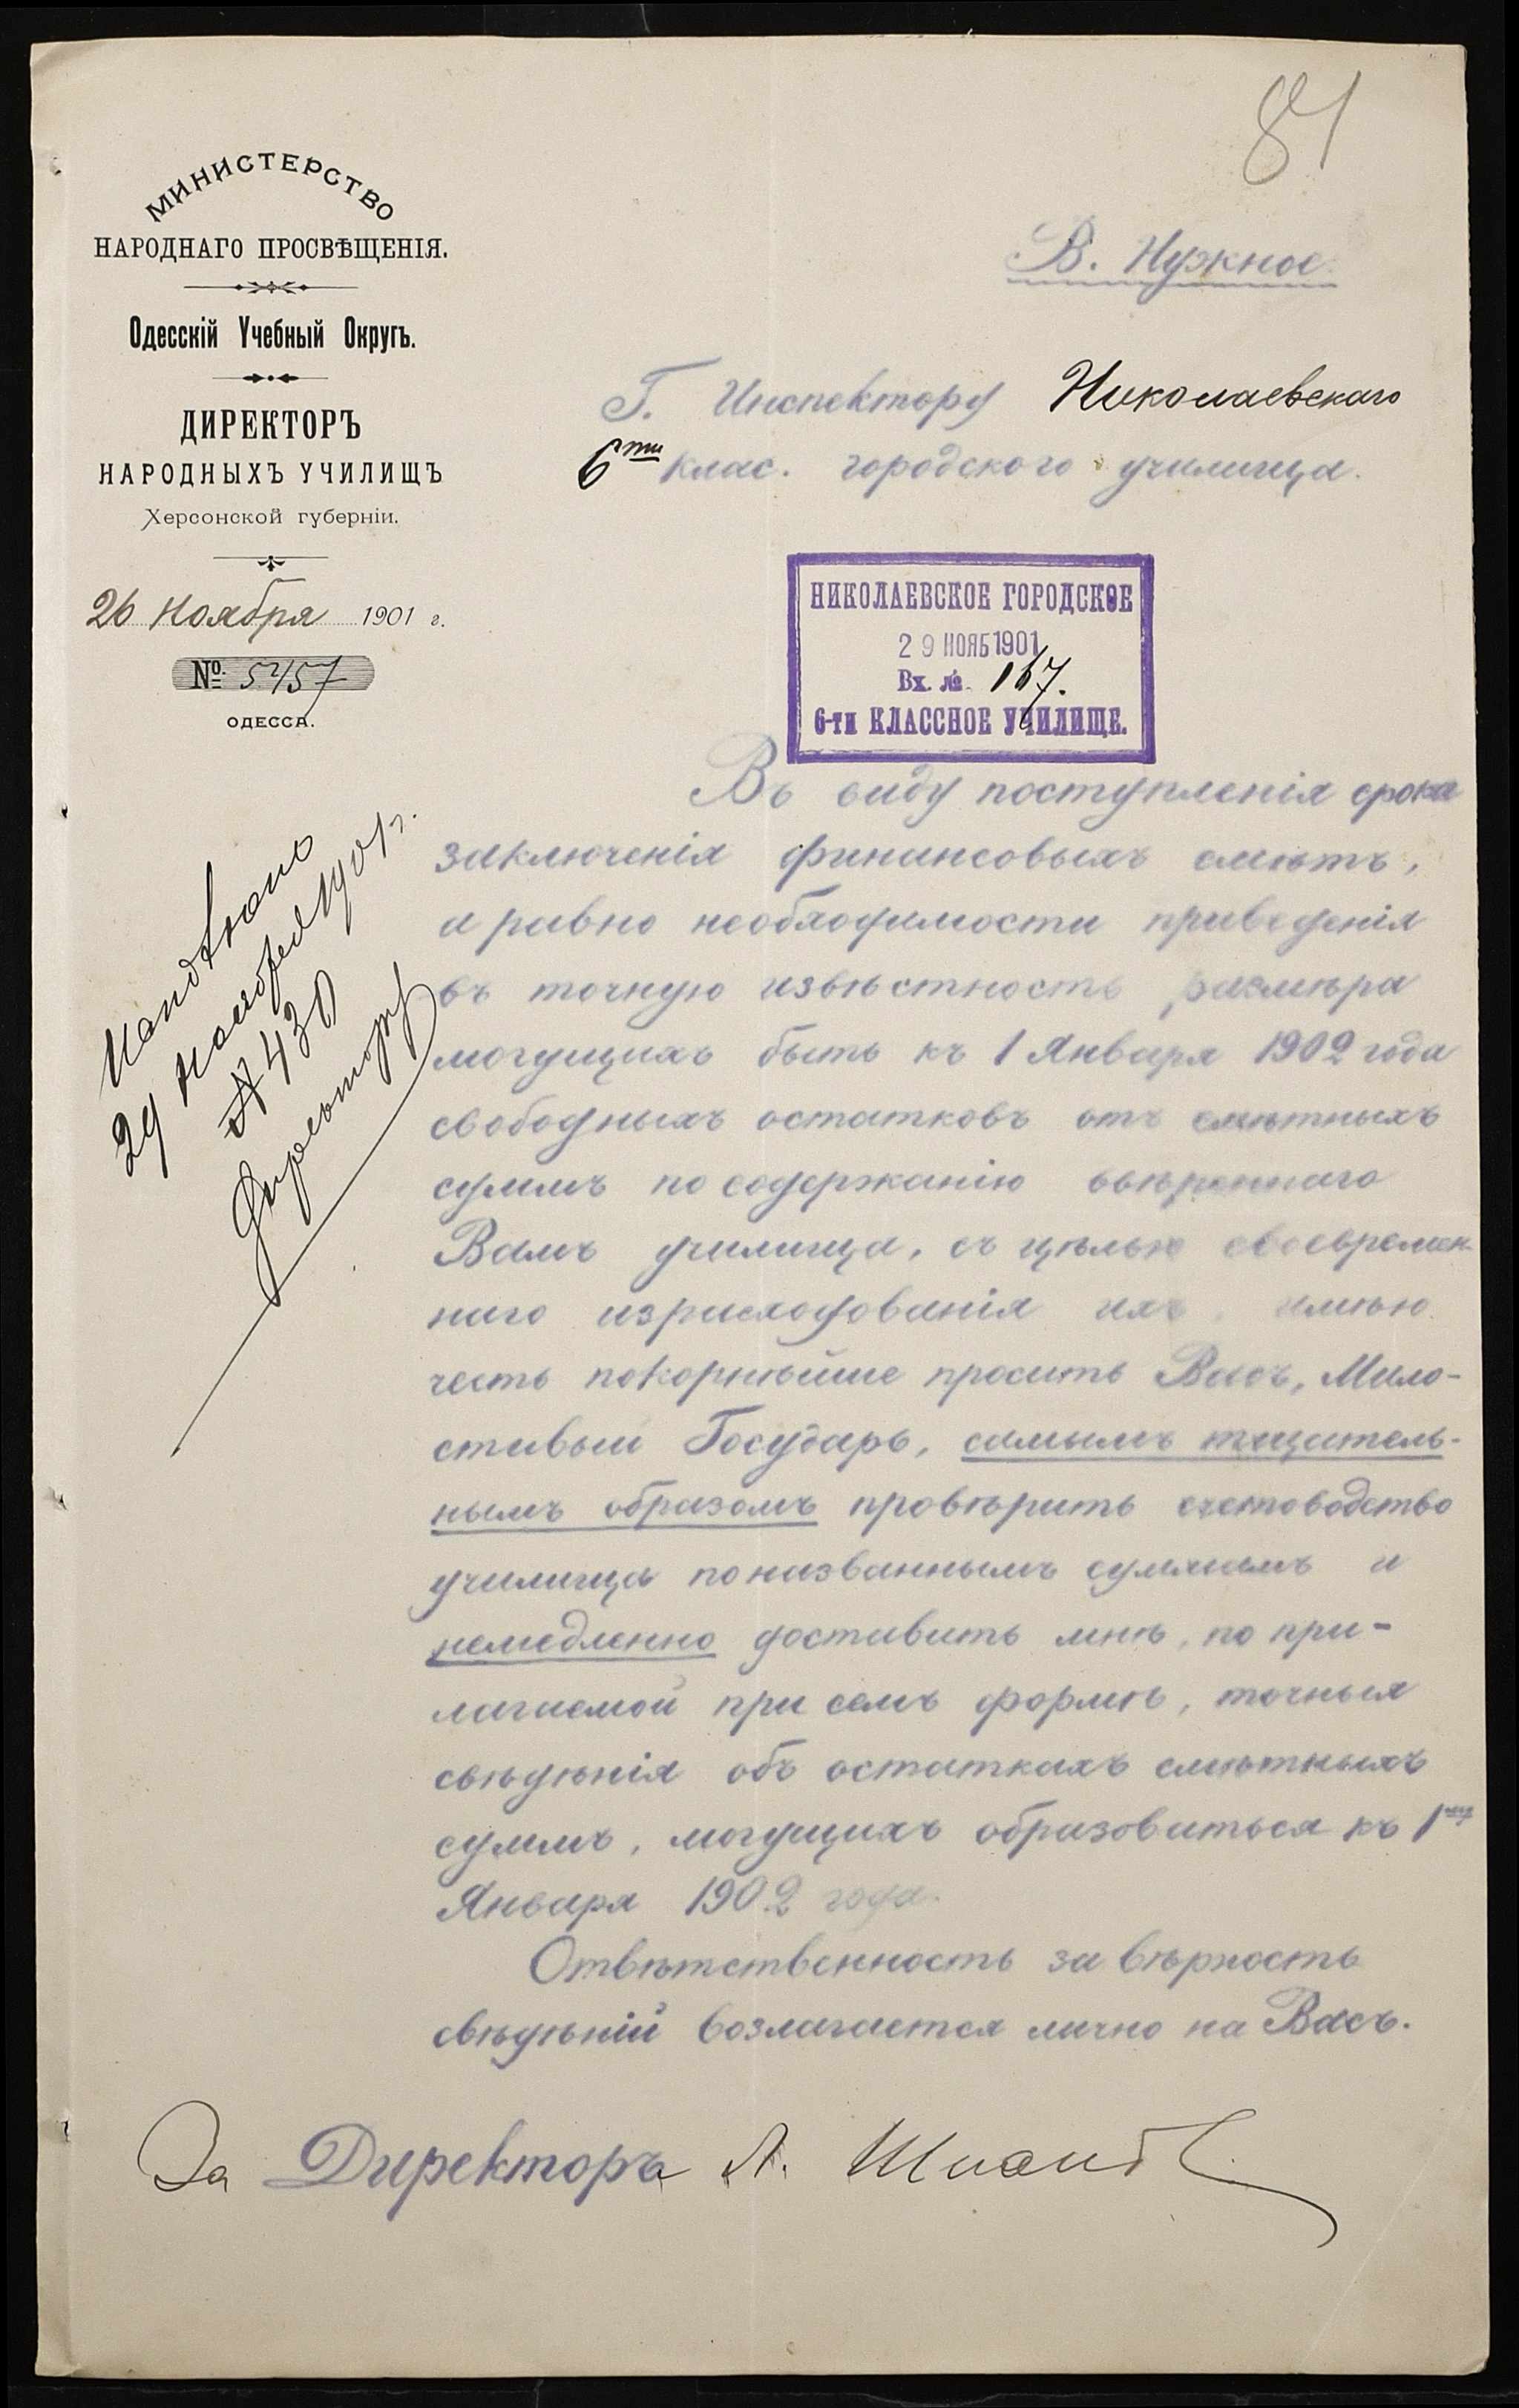 81
МИНИСТЕРСТВО
НАРОДНАГО ПРОСВѢЩЕНІЯ.
Одесскій Учебный Округъ.
ДИРЕКТОРЪ
НАРОДНЫХЪ УЧИЛИЩЪ
Херсонской губерніи.
26 Ноября 1901 г.
№ 5457
ОДЕССА.
В. Нужное.
Г. Инспектору Николаевскаго
6ти клас. городского училища.
НИКОЛАЕВСКОЕ ГОРОДСКОЕ
29 НОЯБ 1901
Вх. № 167.
6-ти КЛАССНОЕ УЧИЛИЩЕ.
29 Ноября 1901 г.
№ 430
Въ виду поступленія срока
заключенія финансовыхъ смѣтъ,
а равно необходимости приведенія
въ точную извѣстность размѣра
могущихъ быть къ 1 Января 1902 года
свободныхъ остатковъ отъ смѣтныхъ
суммъ по содержанію ввѣреннаго
Вамъ училища, съ цѣлью своевремен-
наго израсходованія ихъ, имѣю
честь покорнѣйше просить Васъ, Мило-
стивый Государь, самымъ тщатель-
нымъ образомъ провѣрить счетоводство
училища по названнымъ суммамъ и
немедленно доставить мнѣ, по при-
лагаемой при семъ формѣ, точныя
свѣдѣнія объ остаткахъ смѣтныхъ
суммъ, могущихъ образоваться къ 1му
Января 1902 года.
Отвѣтственность за вѣрность
свѣдѣній возлагается лично на Васъ.
За Директора А.